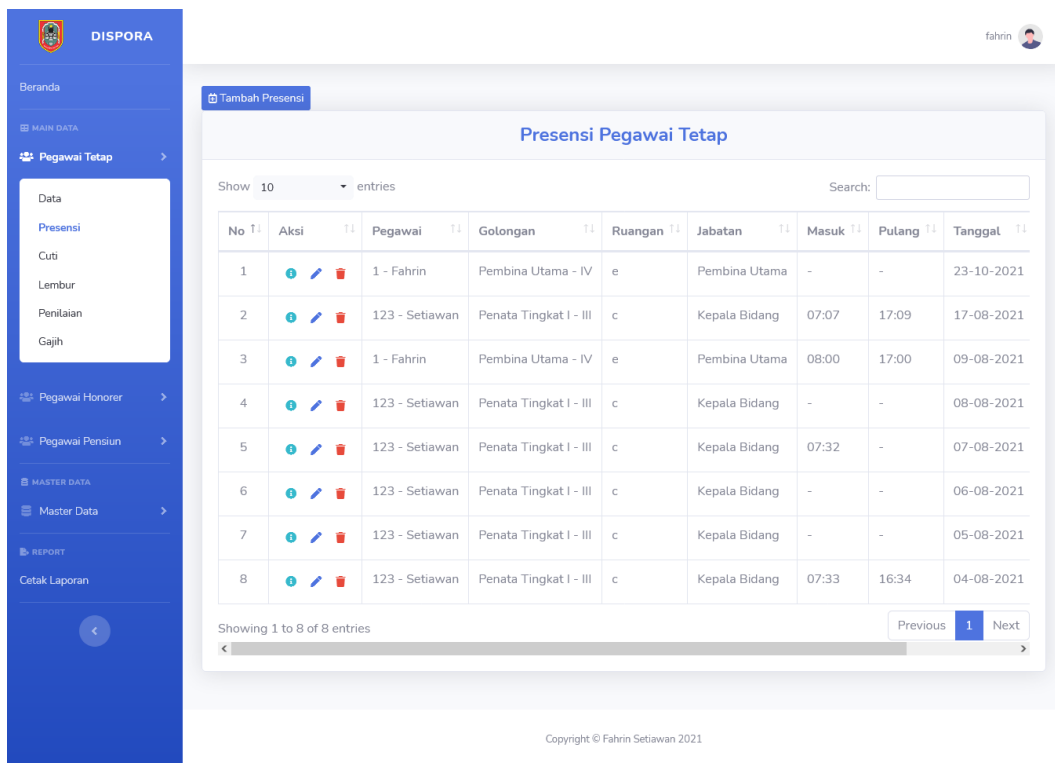 DISPORA
fahrin
Beranda
MAIN DATA
Pegawai Tetap
Data
Presensi
Cuti
Lembur
Penilaian
Gajih
Pegawai Honorer
Pegawai Pensiun
MASTER DATA
Master Data
REPORT
Cetak Laporan
Tambah Presensi
Presensi Pegawai Tetap
Show 10 entries Search:
No Aksi Pegawai Golongan Ruangan Jabatan Masuk Pulang Tanggal
1 1 - Fahrin Pembina Utama - IV e Pembina Utama - - 23-10-2021
2 123 - Setiawan Penata Tingkat I - III c Kepala Bidang 07:07 17:09 17-08-2021
3 1 - Fahrin Pembina Utama - IV e Pembina Utama 08:00 17:00 09-08-2021
4 123 - Setiawan Penata Tingkat I - III c Kepala Bidang - - 08-08-2021
5 123 - Setiawan Penata Tingkat I - III c Kepala Bidang 07:32 - 07-08-2021
6 123 - Setiawan Penata Tingkat I - III c Kepala Bidang - - 06-08-2021
7 123 - Setiawan Penata Tingkat I - III c Kepala Bidang - - 05-08-2021
8 123 - Setiawan Penata Tingkat I - III c Kepala Bidang 07:33 16:34 04-08-2021
Showing 1 to 8 of 8 entries Previous 1 Next
Copyright © Fahrin Setiawan 2021